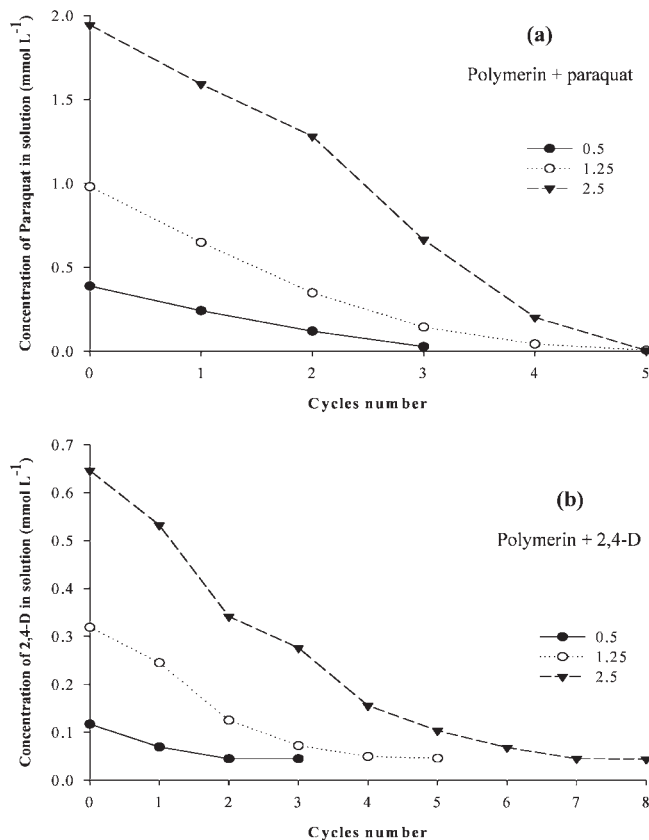 (a)
Polymerin + paraquat
0.5
1.25
2.5
Concentration of Paraquat in solution (mmol L⁻¹)
2.0
1.5
1.0
0.5
0.0
0 1 2 3 4 5
Cycles number
(b)
Polymerin + 2,4-D
0.5
1.25
2.5
Concentration of 2,4-D in solution (mmol L⁻¹)
0.7
0.6
0.5
0.4
0.3
0.2
0.1
0.0
0 1 2 3 4 5 6 7 8
Cycles number